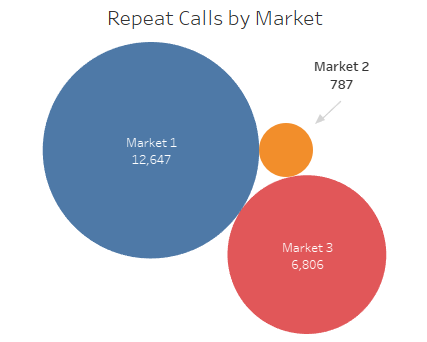 Repeat Calls by Market
Market 2
787
Market 1
12,647
Market 3
6,806